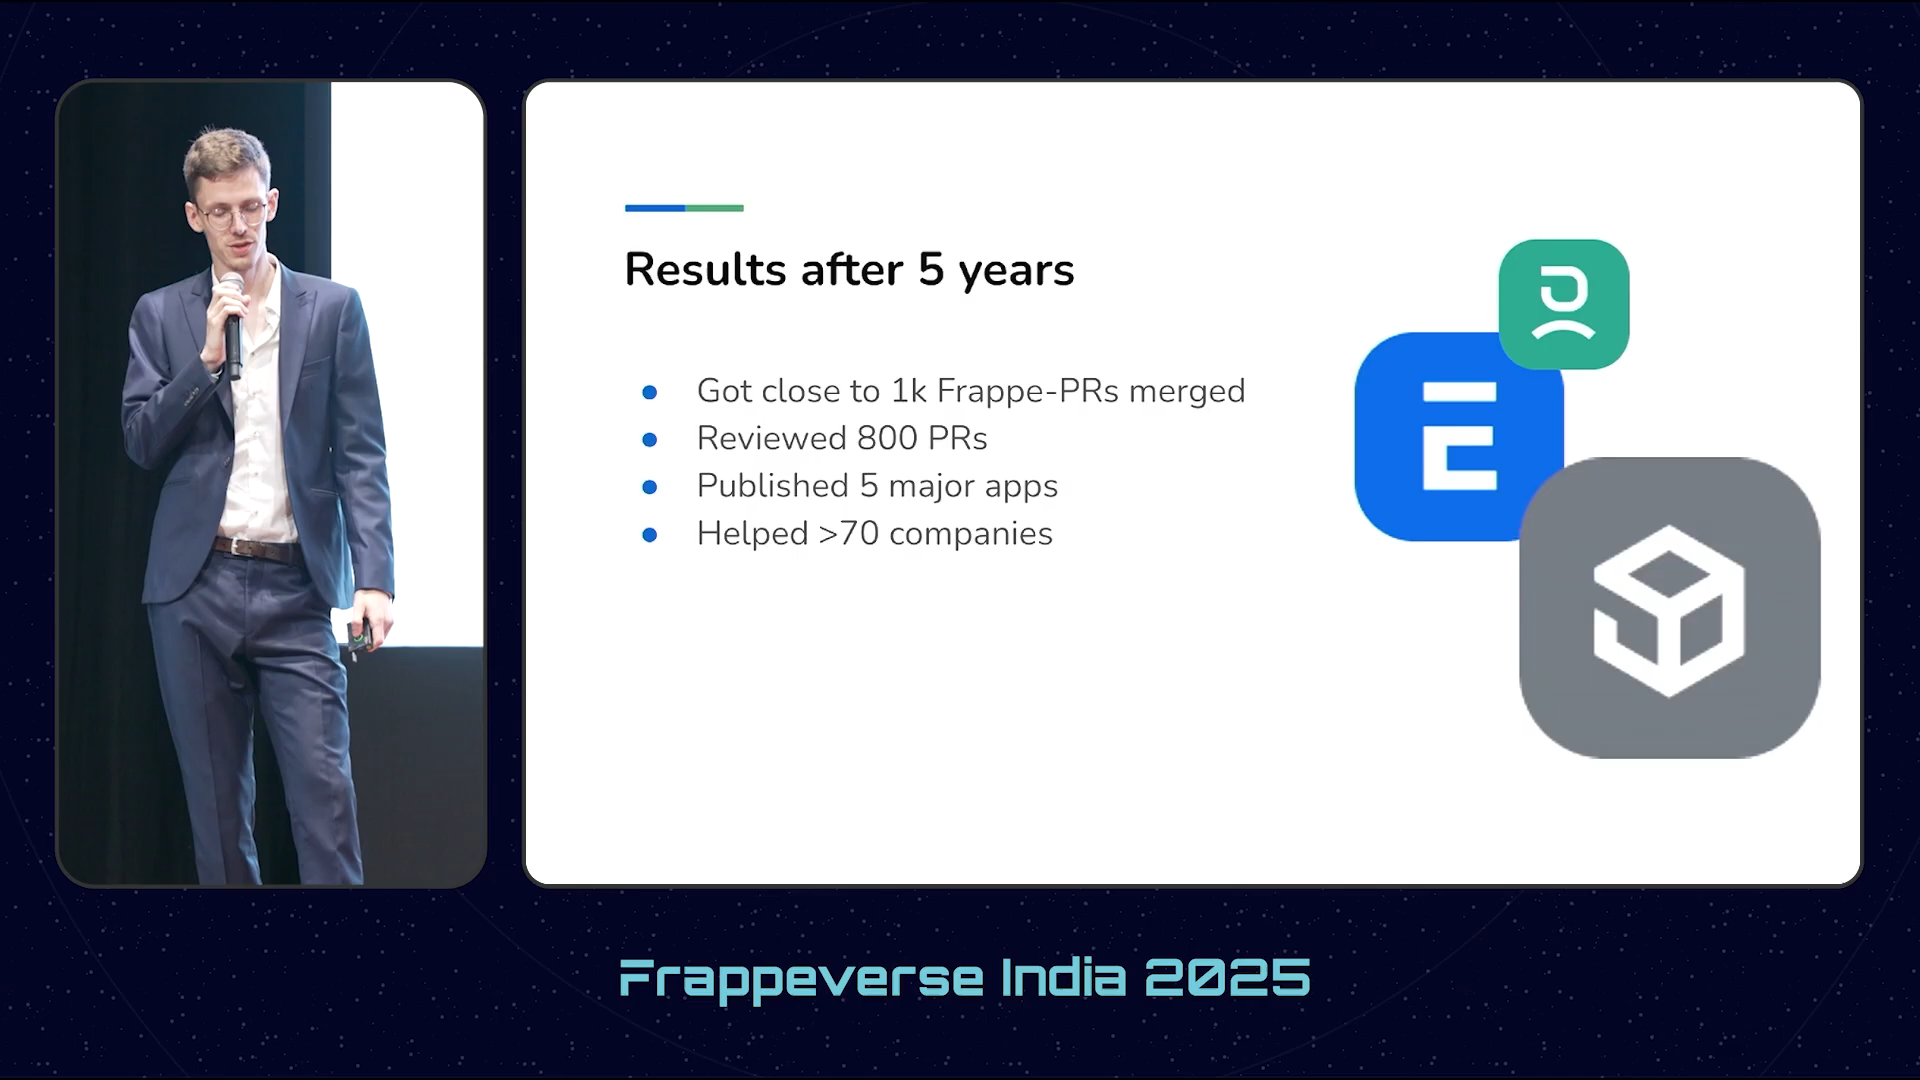 Results after 5 years
Got close to 1k Frappe-PRs merged
Reviewed 800 PRs
Published 5 major apps
Helped >70 companies
Frappeverse India 2025